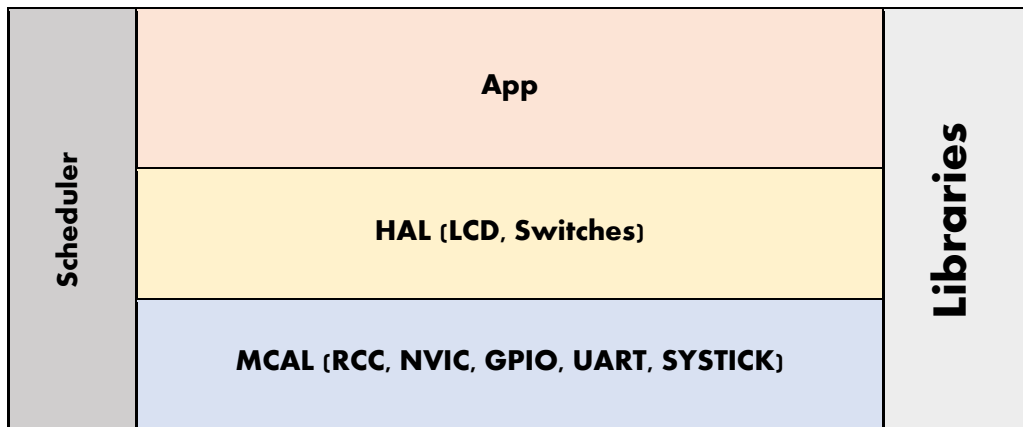 Scheduler
App
HAL (LCD, Switches)
MCAL (RCC, NVIC, GPIO, UART, SYSTICK)
Libraries